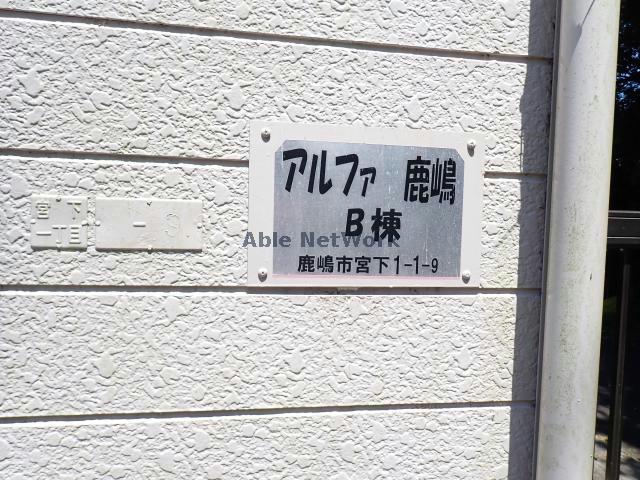 アルファ 鹿嶋
B棟
鹿嶋市宮下1-1-9
宮下
一丁目
- 9
Able Network